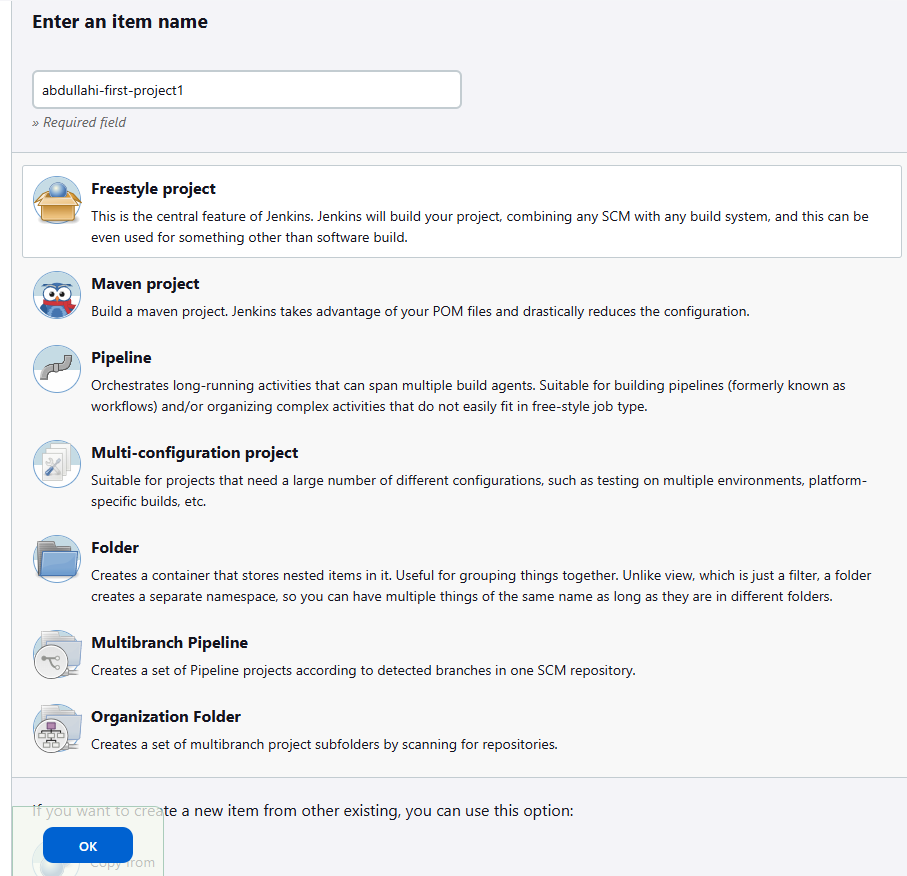 Enter an item name
abdullahi-first-project1
» Required field
Freestyle project
This is the central feature of Jenkins. Jenkins will build your project, combining any SCM with any build system, and this can be
even used for something other than software build.
Maven project
Build a maven project. Jenkins takes advantage of your POM files and drastically reduces the configuration.
Pipeline
Orchestrates long-running activities that can span multiple build agents. Suitable for building pipelines (formerly known as
workflows) and/or organizing complex activities that do not easily fit in free-style job type.
Multi-configuration project
Suitable for projects that need a large number of different configurations, such as testing on multiple environments, platform-
specific builds, etc.
Folder
Creates a container that stores nested items in it. Useful for grouping things together. Unlike view, which is just a filter, a folder
creates a separate namespace, so you can have multiple things of the same name as long as they are in different folders.
Multibranch Pipeline
Creates a set of Pipeline projects according to detected branches in one SCM repository.
Organization Folder
Creates a set of multibranch project subfolders by scanning for repositories.
If you want to create a new item from other existing, you can use this option:
OK
Copy from